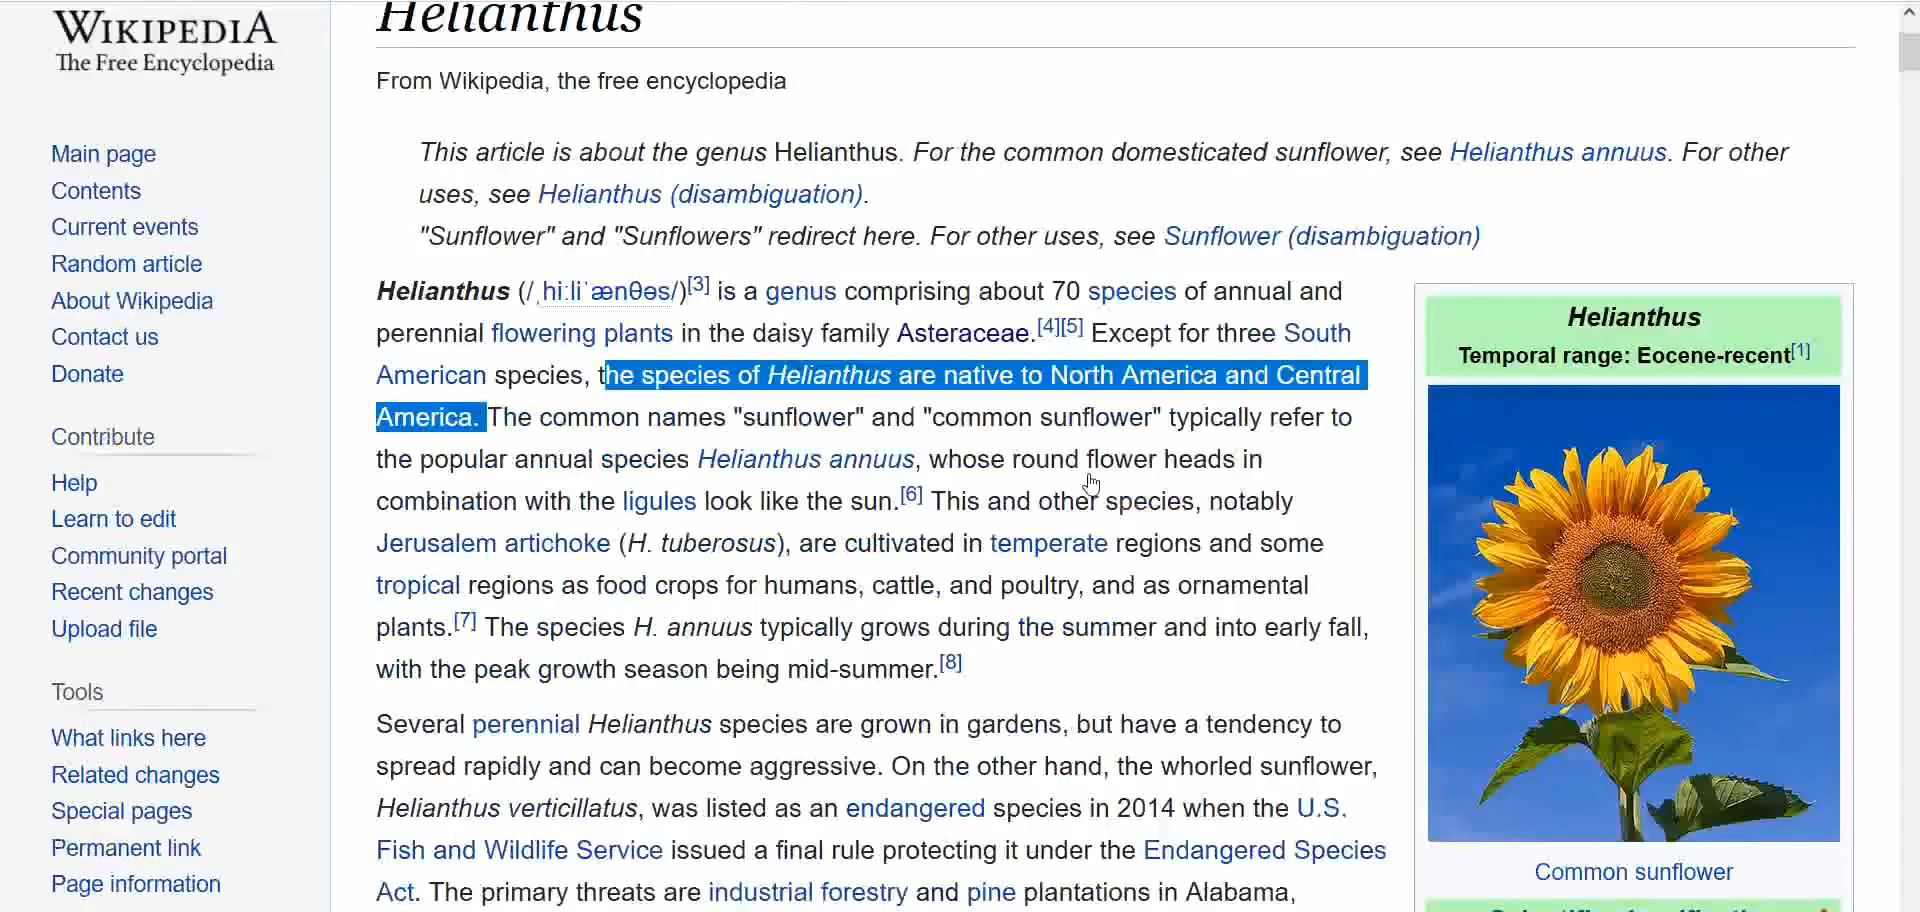 WIKIPEDIA
The Free Encyclopedia
Main page
Contents
Current events
Random article
About Wikipedia
Contact us
Donate
Contribute
Help
Learn to edit
Community portal
Recent changes
Upload file
Tools
What links here
Related changes
Special pages
Permanent link
Page information
Helianthus
From Wikipedia, the free encyclopedia
This article is about the genus Helianthus. For the common domesticated sunflower, see Helianthus annuus. For other
uses, see Helianthus (disambiguation).
"Sunflower" and "Sunflowers" redirect here. For other uses, see Sunflower (disambiguation)
Helianthus (/ˌhiːliˈænθəs/)[3] is a genus comprising about 70 species of annual and
perennial flowering plants in the daisy family Asteraceae.[4][5] Except for three South
American species, the species of Helianthus are native to North America and Central
America. The common names "sunflower" and "common sunflower" typically refer to
the popular annual species Helianthus annuus, whose round flower heads in
combination with the ligules look like the sun.[6] This and other species, notably
Jerusalem artichoke (H. tuberosus), are cultivated in temperate regions and some
tropical regions as food crops for humans, cattle, and poultry, and as ornamental
plants.[7] The species H. annuus typically grows during the summer and into early fall,
with the peak growth season being mid-summer.[8]
Several perennial Helianthus species are grown in gardens, but have a tendency to
spread rapidly and can become aggressive. On the other hand, the whorled sunflower,
Helianthus verticillatus, was listed as an endangered species in 2014 when the U.S.
Fish and Wildlife Service issued a final rule protecting it under the Endangered Species
Act. The primary threats are industrial forestry and pine plantations in Alabama,
Helianthus
Temporal range: Eocene-recent[1]
Common sunflower